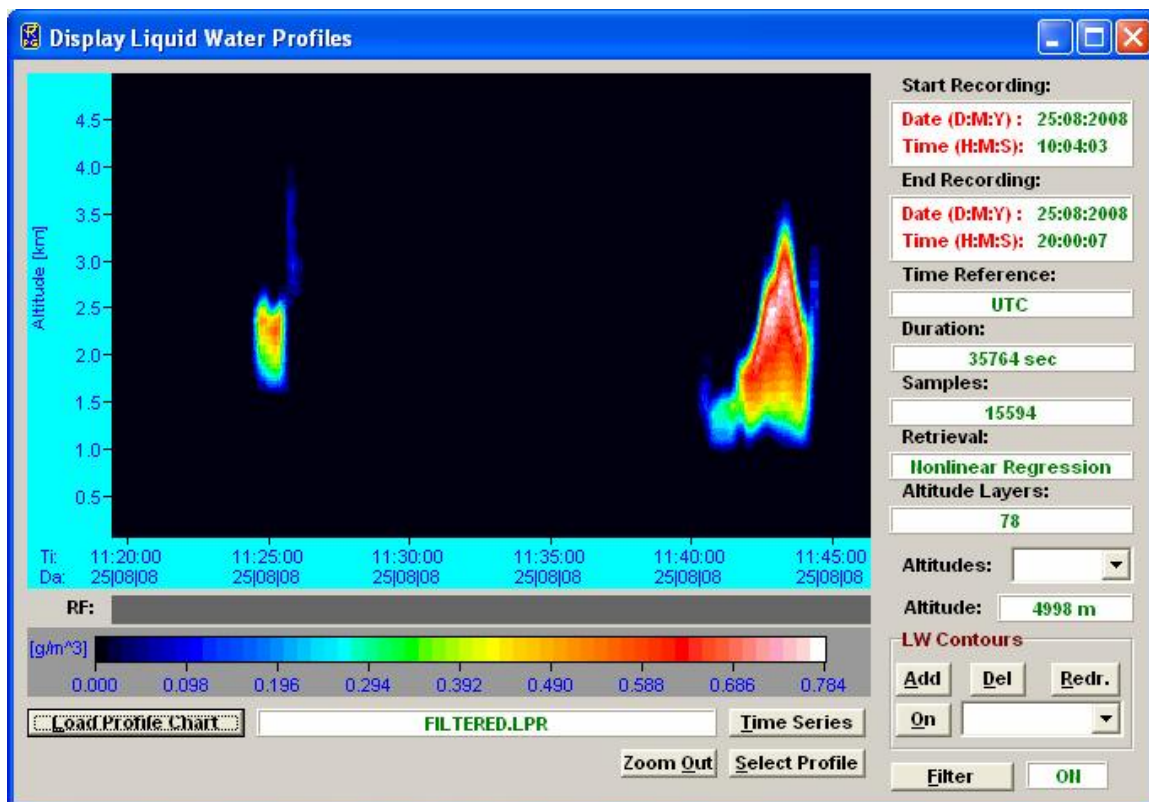 RPG
Display Liquid Water Profiles
Altitude [km]
4.5
4.0
3.5
3.0
2.5
2.0
1.5
1.0
0.5
Ti: 11:20:00 11:25:00 11:30:00 11:35:00 11:40:00 11:45:00
Da: 25|08|08 25|08|08 25|08|08 25|08|08 25|08|08 25|08|08
RF:
[g/m^3]
0.000 0.098 0.196 0.294 0.392 0.490 0.588 0.686 0.784
Load Profile Chart FILTERED.LPR Time Series
Zoom Out Select Profile
Start Recording:
Date (D:M:Y) : 25:08:2008
Time (H:M:S): 10:04:03
End Recording:
Date (D:M:Y) : 25:08:2008
Time (H:M:S): 20:00:07
Time Reference:
UTC
Duration:
35764 sec
Samples:
15594
Retrieval:
Nonlinear Regression
Altitude Layers:
78
Altitudes:
Altitude: 4998 m
LW Contours
Add Del Redr.
On
Filter ON